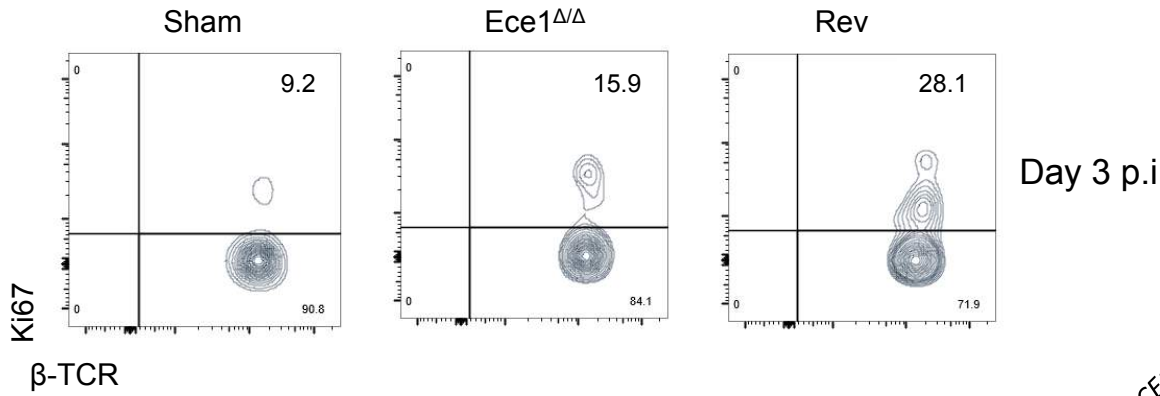 Sham
Ece1Δ/Δ
Rev
0
9.2
0
15.9
0
28.1
Day 3 p.i
0
90.8
0
84.1
0
71.9
Ki67
β-TCR